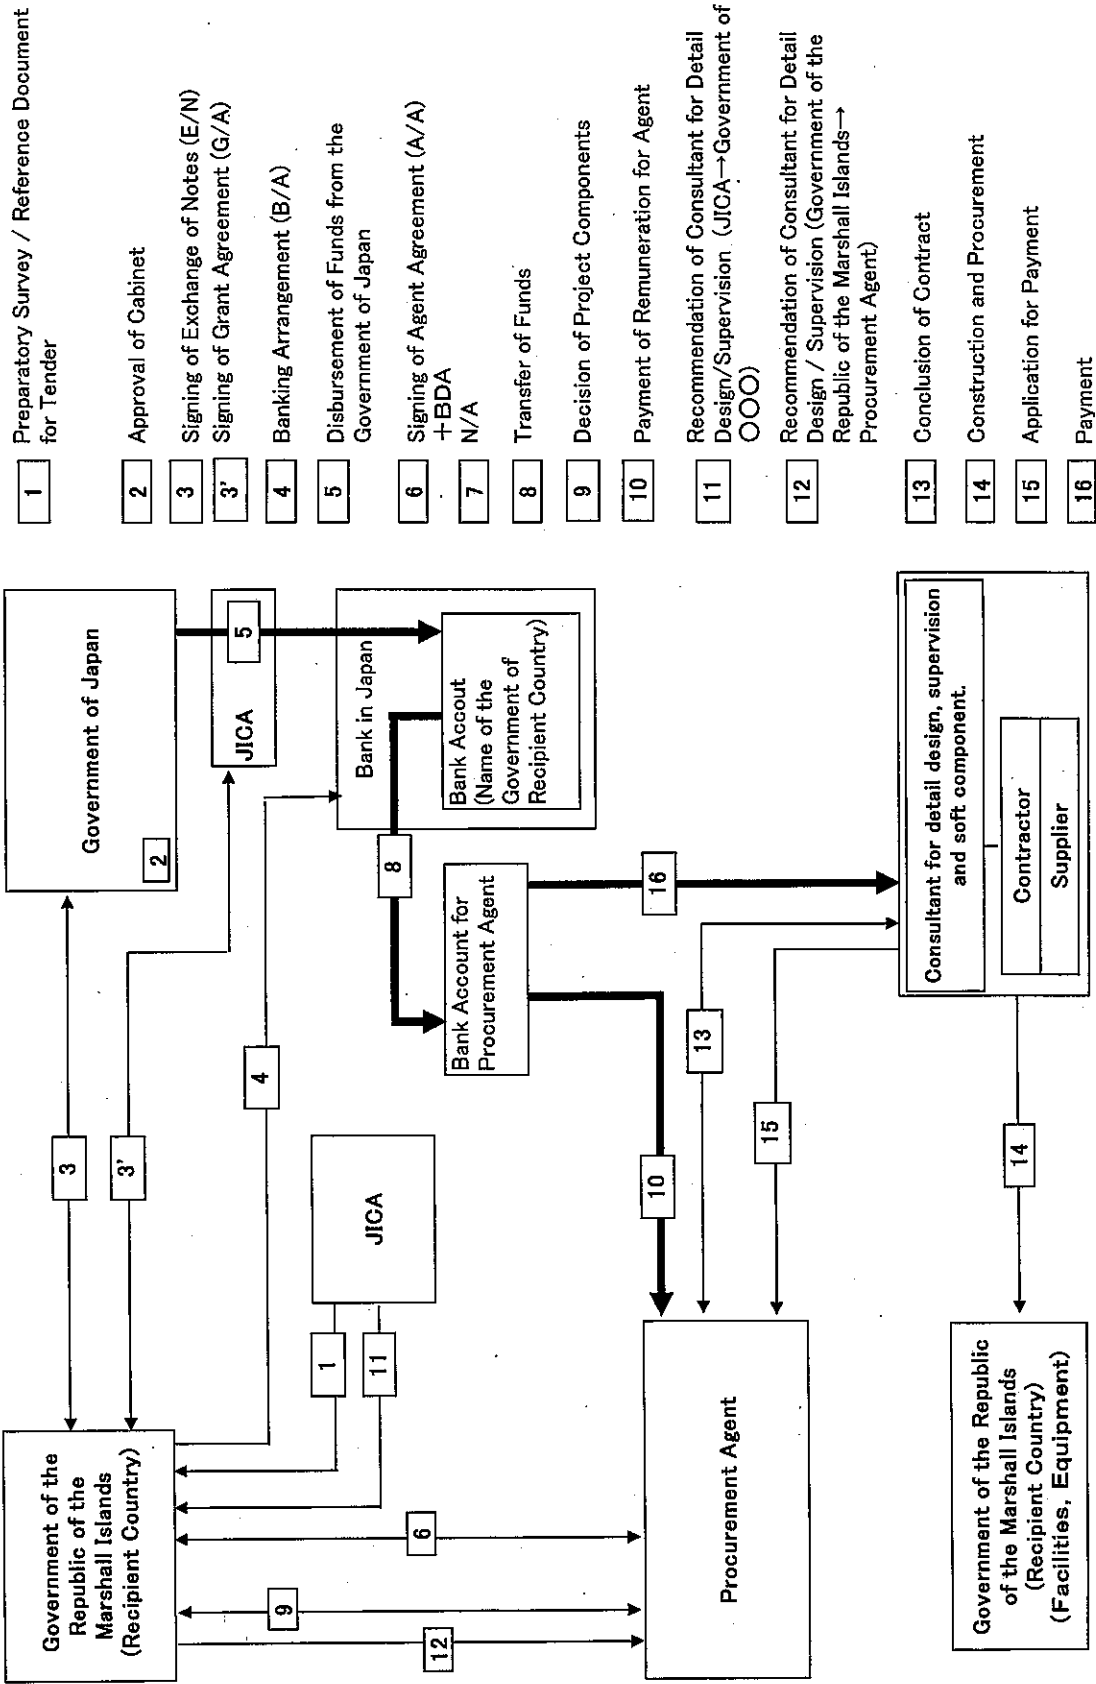 Government of the
Republic of the
Marshall Islands
(Recipient Country)
3
3'
Government of Japan
2
4
JICA
5
1
11
JICA
Bank in Japan
Bank Accout
(Name of the
Government of
Recipient Country)
8
Bank Account for
Procurement Agent
12
9
6
10
16
Procurement Agent
13
15
Government of the Republic
of the Marshall Islands
(Recipient Country)
(Facilities, Equipment)
14
Consultant for detail design, supervision
and soft component.
Contractor
Supplier
1 Preparatory Survey / Reference Document
for Tender
2 Approval of Cabinet
3 Signing of Exchange of Notes (E/N)
3' Signing of Grant Agreement (G/A)
4 Banking Arrangement (B/A)
5 Disbursement of Funds from the
Government of Japan
6 Signing of Agent Agreement (A/A)
+BDA
7 N/A
8 Transfer of Funds
9 Decision of Project Components
10 Payment of Remuneration for Agent
11 Recommendation of Consultant for Detail
Design/Supervision (JICA→Government of
○○○)
12 Recommendation of Consultant for Detail
Design / Supervision (Government of the
Republic of the Marshall Islands→
Procurement Agent)
13 Conclusion of Contract
14 Construction and Procurement
15 Application for Payment
16 Payment